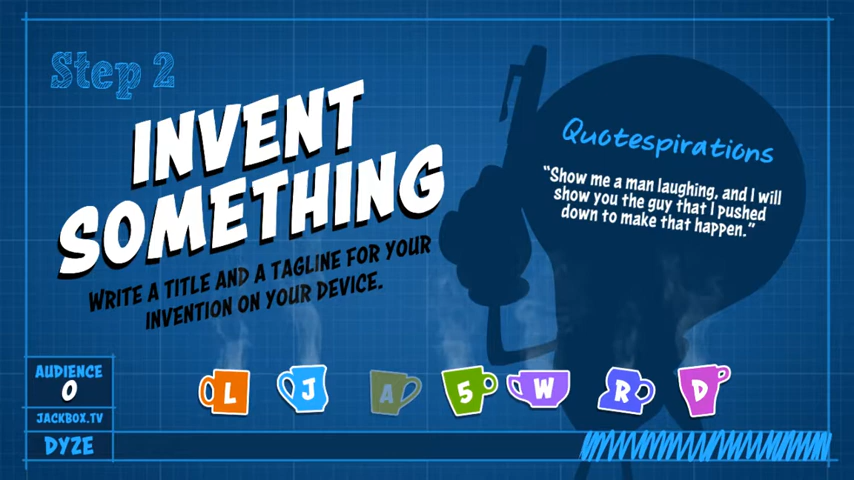 Step 2
INVENT
SOMETHING
WRITE A TITLE AND A TAGLINE FOR YOUR
INVENTION ON YOUR DEVICE.
Quotespirations
"Show me a man laughing, and I will
show you the guy that I pushed
down to make that happen."
L J A 5 W R D
AUDIENCE
0
JACKBOX.TV
DYZE